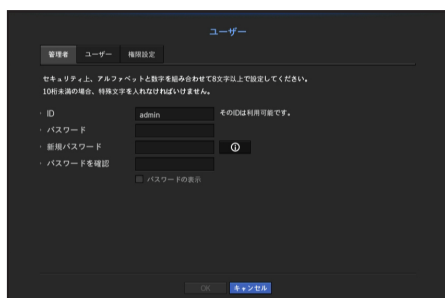 ユーザー
管理者 ユーザー 権限設定
セキュリティ上、アルファベットと数字を組み合わせて8文字以上で設定してください。
10桁未満の場合、特殊文字を入れなければいけません。
・ ID admin そのIDは利用可能です。
・ パスワード
・ 新規パスワード
・ パスワードを確認
パスワードの表示
OK キャンセル